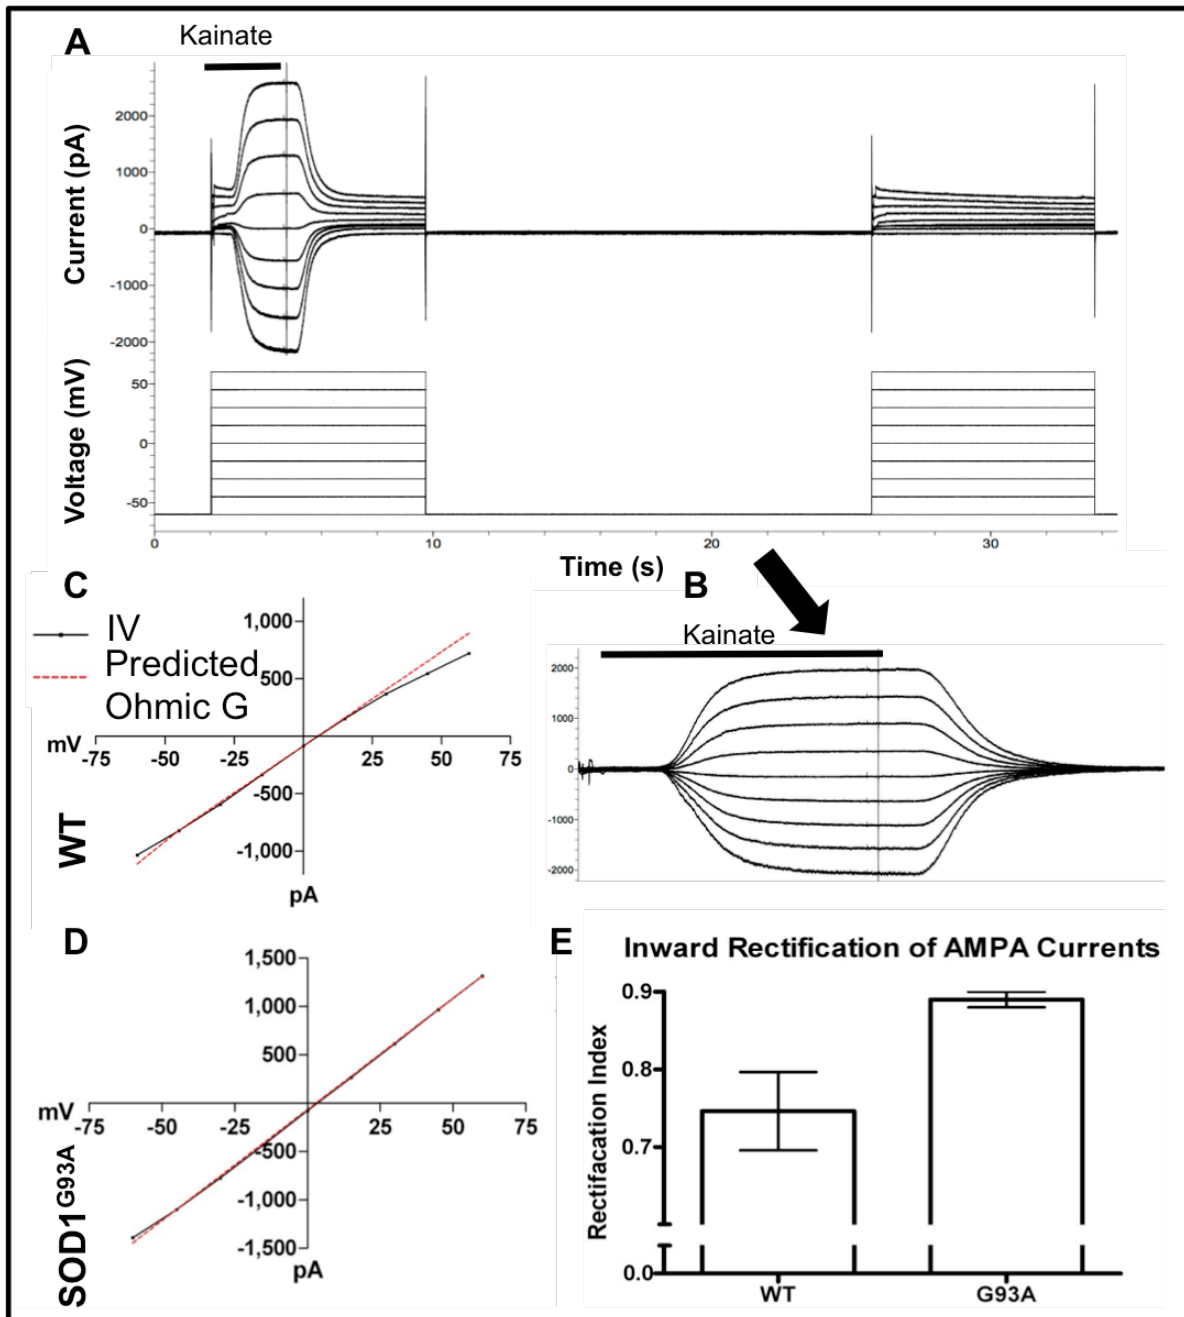 A
Kainate
Current (pA)
2000
1000
0
-1000
-2000
Voltage (mV)
50
0
-50
0
10
20
30
Time (s)
B
Kainate
2000
1000
0
-1000
-2000
C
IV
Predicted
Ohmic G
1,000
500
mV
-75
-50
-25
25
50
75
-500
-1,000
pA
WT
D
1,500
1,000
500
mV
-75
-50
-25
25
50
75
-500
-1,000
-1,500
pA
SOD1G93A
E
Inward Rectification of AMPA Currents
Rectifacation Index
0.9
0.8
0.7
0.0
WT
G93A